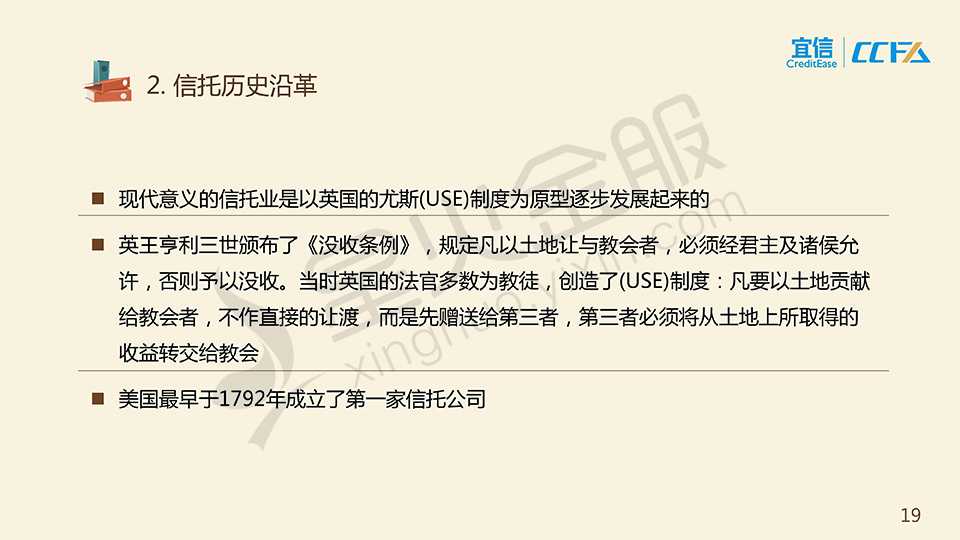 宜信
CreditEase
CCFA
2. 信托历史沿革
现代意义的信托业是以英国的尤斯(USE)制度为原型逐步发展起来的
英王亨利三世颁布了《没收条例》，规定凡以土地让与教会者，必须经君主及诸侯允
许，否则予以没收。当时英国的法官多数为教徒，创造了(USE)制度：凡要以土地贡献
给教会者，不作直接的让渡，而是先赠送给第三者，第三者必须将从土地上所取得的
收益转交给教会
美国最早于1792年成立了第一家信托公司
星火金服
xinghuo.yixin.com
19